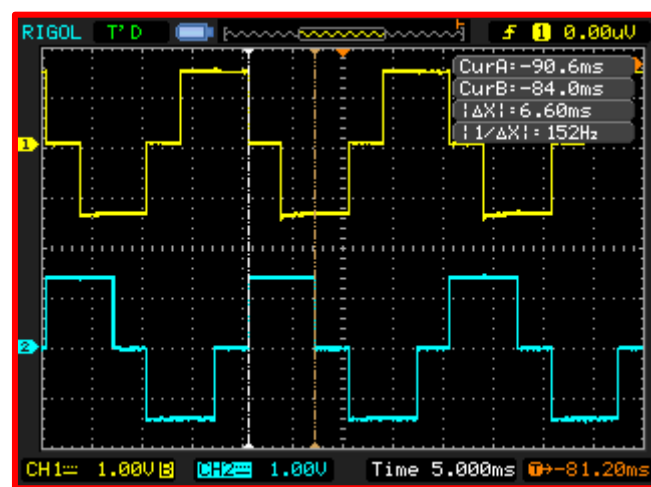 RIGOL T'D f 1 0.00uV
CurA=-90.6ms
CurB=-84.0ms
|ΔX|=6.60ms
|1/ΔX|=152Hz
1
2
CH1 1.00V B CH2 1.00V Time 5.000ms T→-81.20ms